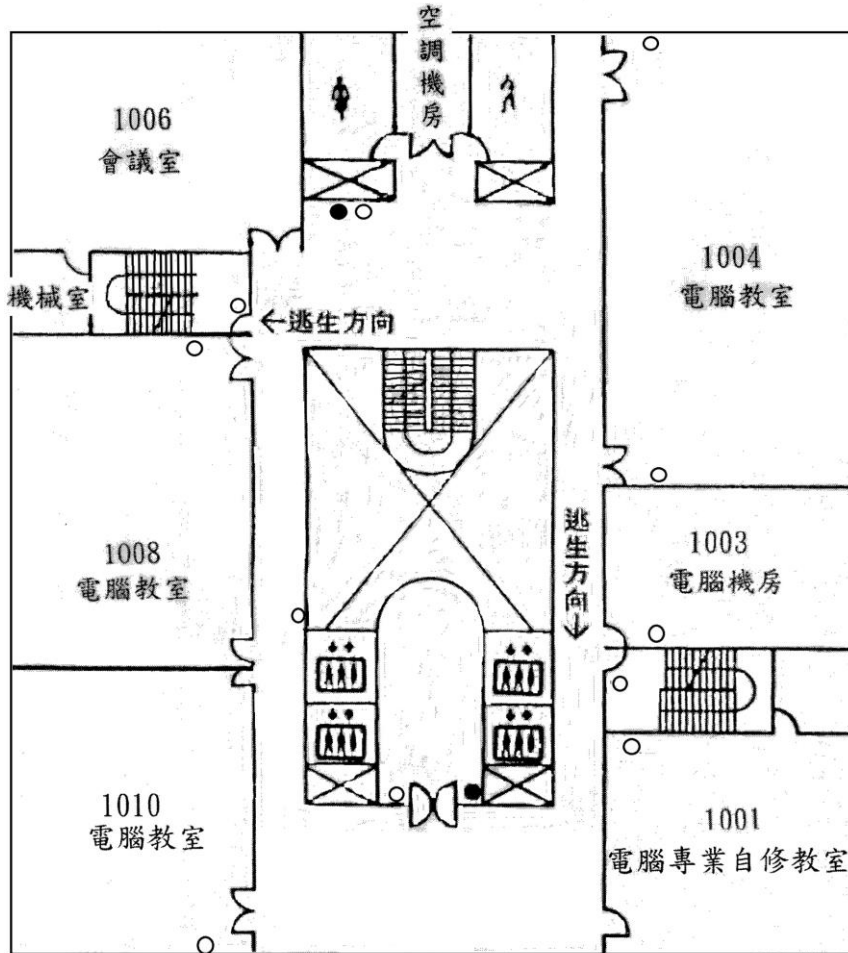 空調機房
1006
會議室
1004
電腦教室
機械室
←逃生方向
逃生方向→
1003
電腦機房
1008
電腦教室
1010
電腦教室
1001
電腦專業自修教室